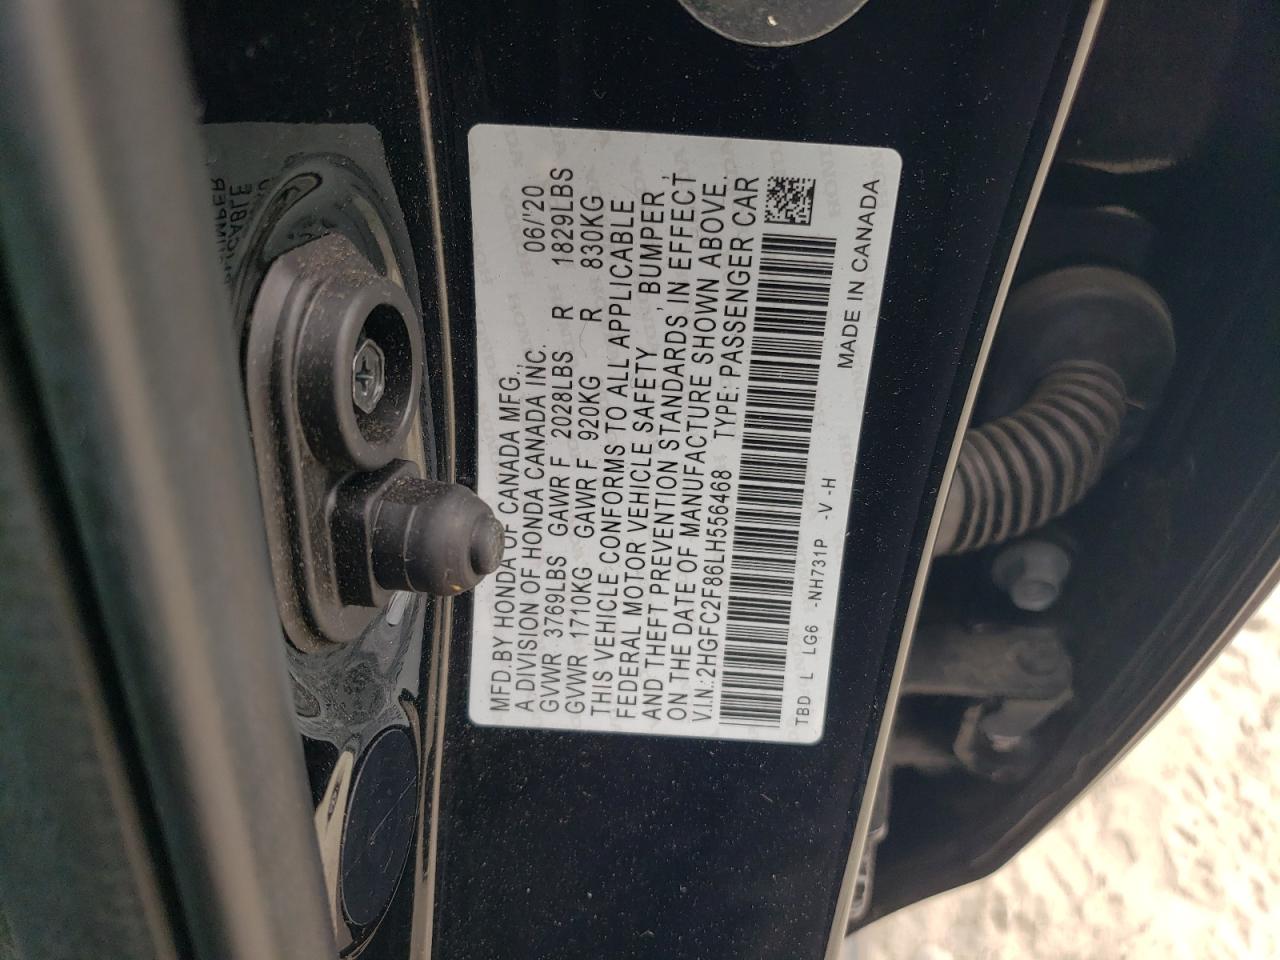 MFD.BY HONDA OF CANADA MFG.,
A DIVISION OF HONDA CANADA INC. 06/'20
GVWR 3769LBS GAWR F 2028LBS R 1829LBS
GVWR 1710KG GAWR F 920KG R 830KG
THIS VEHICLE CONFORMS TO ALL APPLICABLE
FEDERAL MOTOR VEHICLE SAFETY, BUMPER,
AND THEFT PREVENTION STANDARDS, IN EFFECT
ON THE DATE OF MANUFACTURE SHOWN ABOVE.
V.I.N.:2HGFC2F86LH556468 TYPE:PASSENGER CAR
TBD L LG6 -NH731P -V -H
MADE IN CANADA